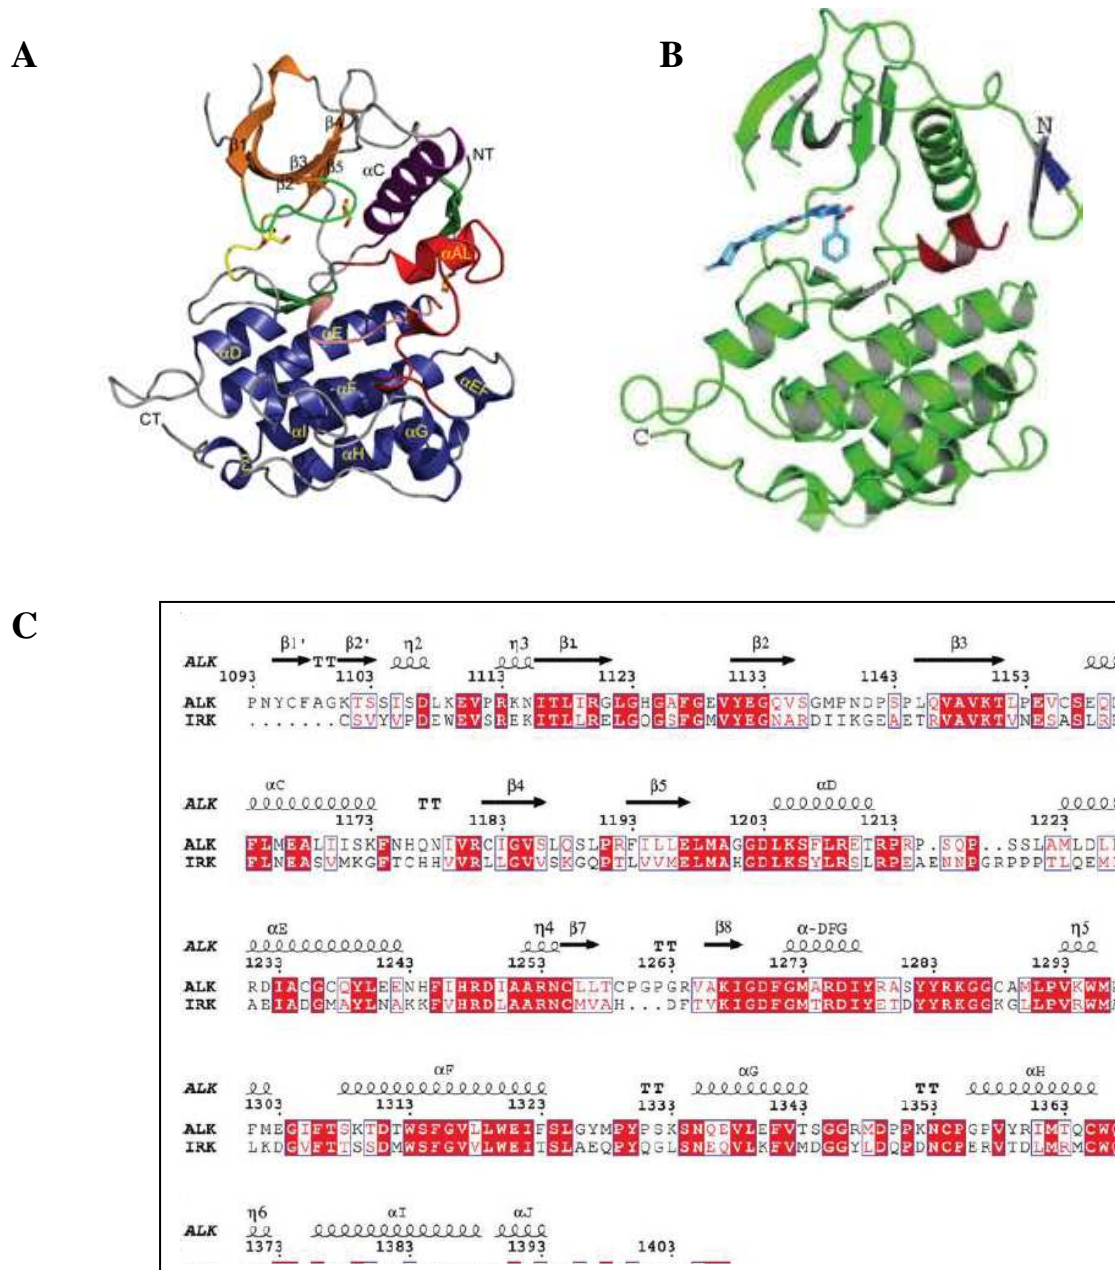 A
B
β1
β4
β3
β5
β2
αC
NT
αAL
αD
αE
αF
αEF
αI
αG
αH
CT
N
C
C
β1' β2' η2 η3 β1 β2 β3
ALK TT
1093 1103 1113 1123 1133 1143 1153
ALK PNYCFAGKTSSISDLKEVPRKNITLIRGLGHGAFGEVYEGQVSGMPNDPSPLQVAVKTLPEVCSEQ
IRK .......CSVYVPDEWEVSREKITLLRELGQGSFGMVYEGNARDIIKGEAETRVAVKTVNESASLR
αC β4 β5 αD
ALK TT
1173 1183 1193 1203 1213 1223
ALK FLMEALIISKFNHQNIVRCIGVSLQSLPRFILLELMAGGDLKSFLRETRPRP.SQP..SSLAMLDL
IRK FLNEASVMKGFTCHHVVRLLGVVSKGQPTLVVMELMAHGDLKSYLRSLRPEAENNPGRPPPTLQEM
αE η4 β7 β8 α-DFG η5
ALK TT
1233 1243 1253 1263 1273 1283 1293
ALK RDIACGCQYLEENHFIHRDIAARNCLLTCPGPGRVAKIGDFGMARDIYRASYYRKGGCAMLPVKWM
IRK AEIADGMAYLNAKKFVHRDLAARNCMVAH...DFTVKIGDFGMTRDIYETDYYRKGGKGLLPVRWM
αF αG αH
ALK TT TT
1303 1313 1323 1333 1343 1353 1363
ALK FMEGIFTSKTDTWSFGVLLWEIFSLGYMPYPSKSNQEVLEFVTSGGRMDPPKNCPGPVYRIMTQCW
IRK LKDGVFTTSSDMWSFGVVLWEITSLAEQPYQGLSNEQVLKFVMDGGYLDQPDNCPERVTDLMRMCW
η6 αI αJ
ALK
1373 1383 1393 1403